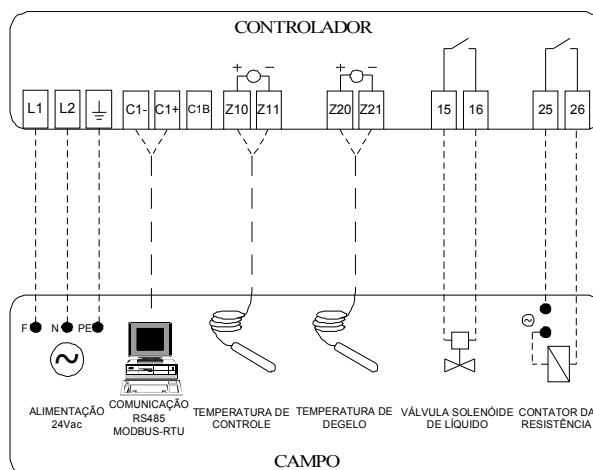 CONTROLADOR
+ − + −
L1 L2 C1- C1+ C1B Z10 Z11 Z20 Z21 15 16 25 26
F N PE
ALIMENTAÇÃO
24Vac
COMUNICAÇÃO
RS485
MODBUS-RTU
TEMPERATURA DE
CONTROLE
TEMPERATURA DE
DEGELO
VÁLVULA SOLENÓIDE
DE LÍQUIDO
CONTATOR DA
RESISTÊNCIA
CAMPO